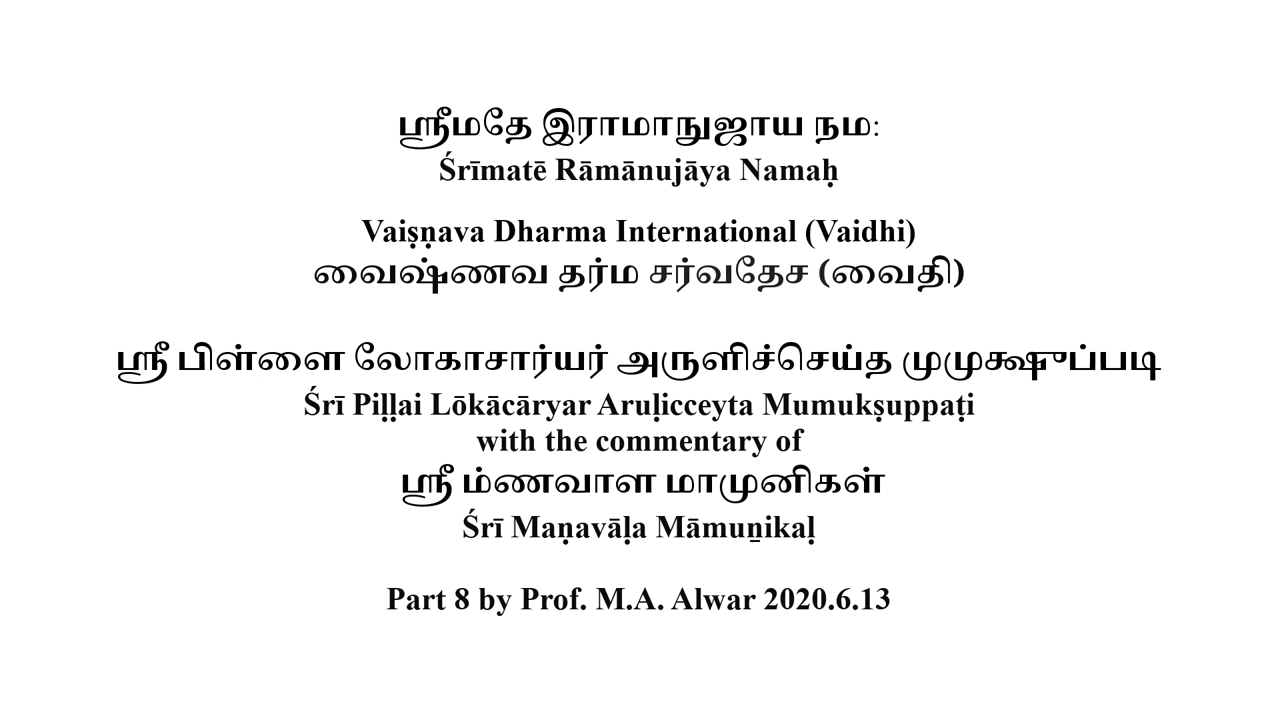 ஸ்ரீமதே இராமாநுஜாய நம:
Śrīmatē Rāmānujāya Namaḥ
Vaiṣṇava Dharma International (Vaidhi)
வைஷ்ணவ தர்ம சர்வதேச (வைதி)
ஸ்ரீ பிள்ளை லோகாசார்யர் அருளிச்செய்த முமுக்ஷுப்படி
Śrī Piḷḷai Lōkācāryar Aruḷicceyta Mumukṣuppaṭi
with the commentary of
ஸ்ரீ ம்ணவாள மாமுனிகள்
Śrī Maṇavāḷa Māmuṉikaḷ
Part 8 by Prof. M.A. Alwar 2020.6.13